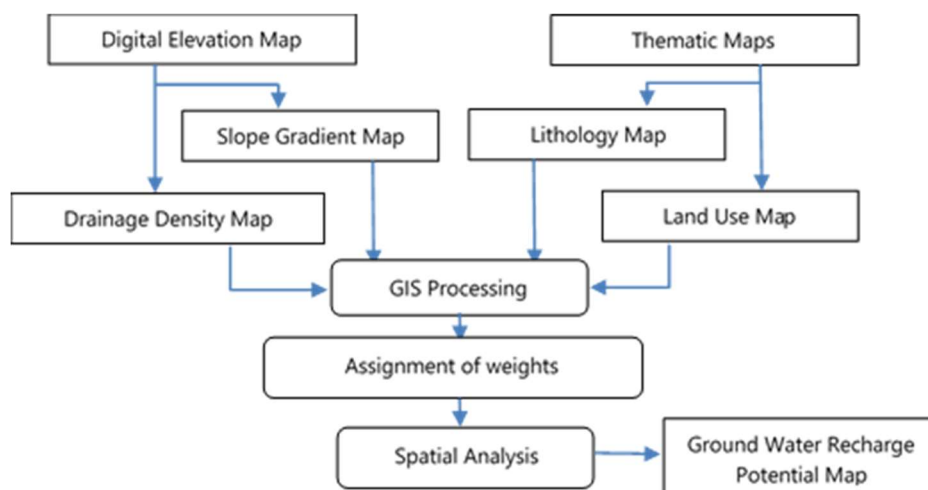 Digital Elevation Map
Thematic Maps
Slope Gradient Map
Lithology Map
Drainage Density Map
Land Use Map
GIS Processing
Assignment of weights
Spatial Analysis
Ground Water Recharge
Potential Map